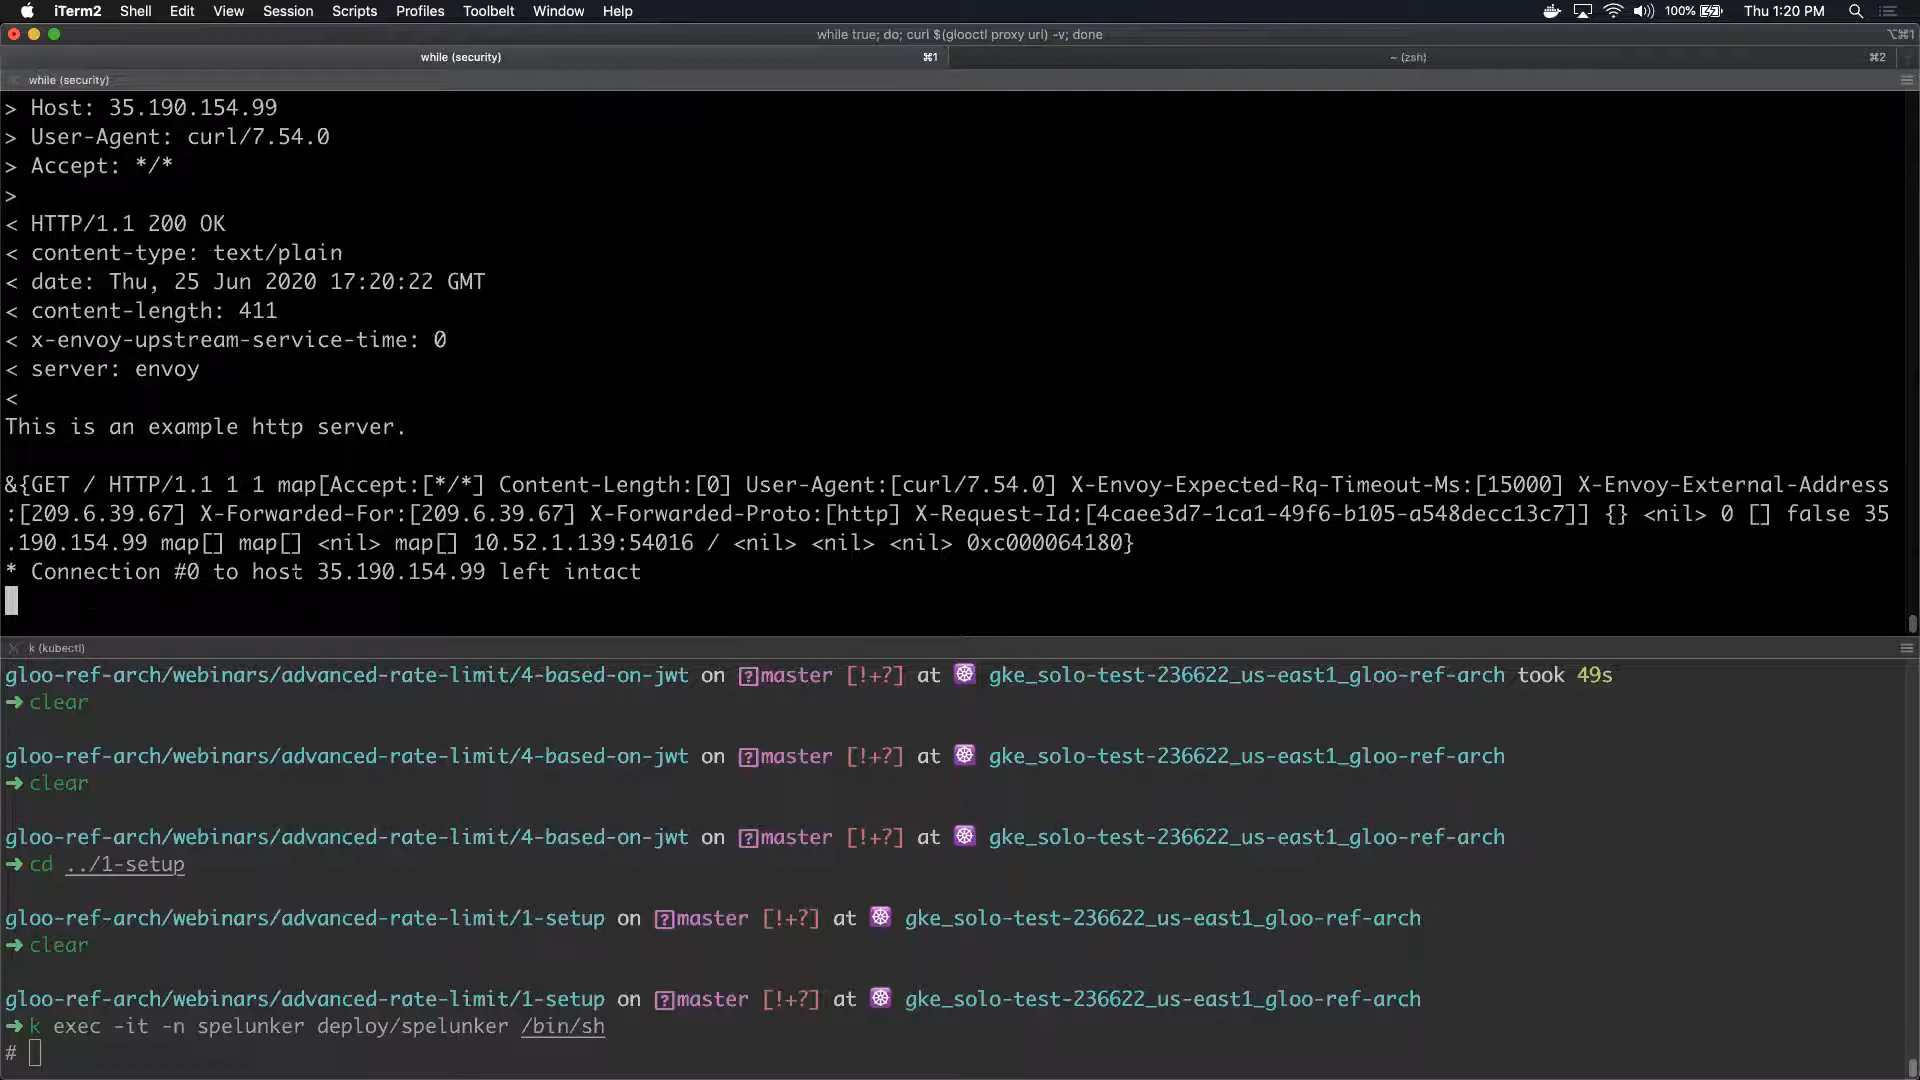 iTerm2 Shell Edit View Session Scripts Profiles Toolbelt Window Help 100% Thu 1:20 PM
while true; do; curl $(glooctl proxy url) -v; done ⌥⌘1
while (security) ⌘1 ~ (zsh) ⌘2
while (security)
> Host: 35.190.154.99
> User-Agent: curl/7.54.0
> Accept: */*
>
< HTTP/1.1 200 OK
< content-type: text/plain
< date: Thu, 25 Jun 2020 17:20:22 GMT
< content-length: 411
< x-envoy-upstream-service-time: 0
< server: envoy
<
This is an example http server.
&{GET / HTTP/1.1 1 1 map[Accept:[*/*] Content-Length:[0] User-Agent:[curl/7.54.0] X-Envoy-Expected-Rq-Timeout-Ms:[15000] X-Envoy-External-Address
:[209.6.39.67] X-Forwarded-For:[209.6.39.67] X-Forwarded-Proto:[http] X-Request-Id:[4caee3d7-1ca1-49f6-b105-a548decc13c7]] {} <nil> 0 [] false 35
.190.154.99 map[] map[] <nil> map[] 10.52.1.139:54016 / <nil> <nil> <nil> 0xc000064180}
* Connection #0 to host 35.190.154.99 left intact
k (kubectl)
gloo-ref-arch/webinars/advanced-rate-limit/4-based-on-jwt on [?]master [!+?] at ☸ gke_solo-test-236622_us-east1_gloo-ref-arch took 49s
➜ clear
gloo-ref-arch/webinars/advanced-rate-limit/4-based-on-jwt on [?]master [!+?] at ☸ gke_solo-test-236622_us-east1_gloo-ref-arch
➜ clear
gloo-ref-arch/webinars/advanced-rate-limit/4-based-on-jwt on [?]master [!+?] at ☸ gke_solo-test-236622_us-east1_gloo-ref-arch
➜ cd ../1-setup
gloo-ref-arch/webinars/advanced-rate-limit/1-setup on [?]master [!+?] at ☸ gke_solo-test-236622_us-east1_gloo-ref-arch
➜ clear
gloo-ref-arch/webinars/advanced-rate-limit/1-setup on [?]master [!+?] at ☸ gke_solo-test-236622_us-east1_gloo-ref-arch
➜ k exec -it -n spelunker deploy/spelunker /bin/sh
#